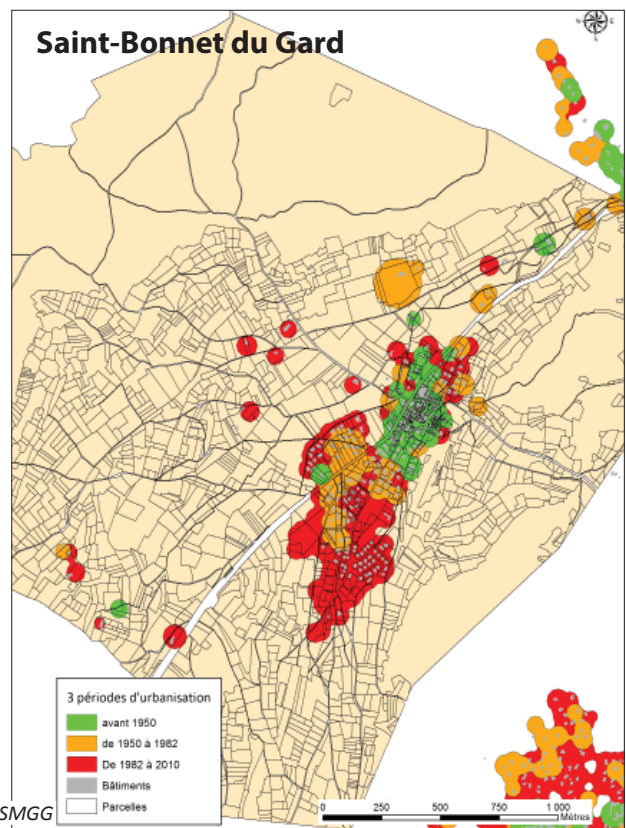 Saint-Bonnet du Gard
N
E
S
3 périodes d'urbanisation
avant 1950
de 1950 à 1982
De 1982 à 2010
Bâtiments
Parcelles
SMGG
0 250 500 750 1 000
Mètres